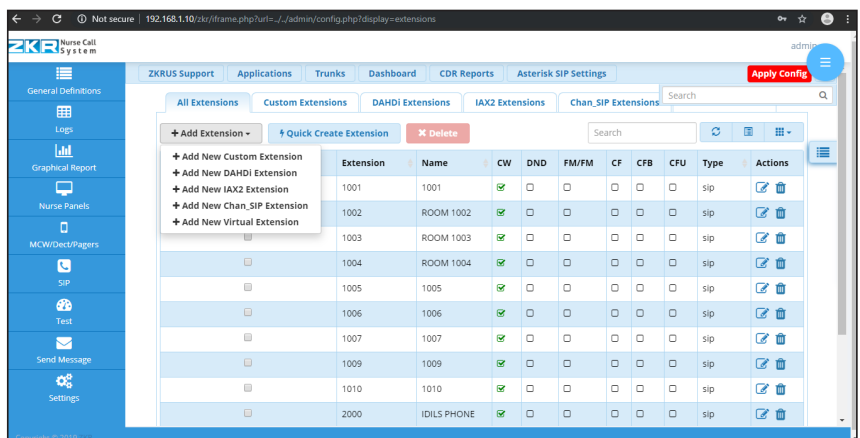 Not secure | 192.168.1.10/zkr/iframe.php?url=../../admin/config.php?display=extensions
ZKR Nurse Call System
admin
ZKRUS Support Applications Trunks Dashboard CDR Reports Asterisk SIP Settings Apply Config
General Definitions
Logs
Graphical Report
Nurse Panels
MCW/Dect/Pagers
SIP
Test
Send Message
Settings
All Extensions Custom Extensions DAHDi Extensions IAX2 Extensions Chan_SIP Extensions Search
+ Add Extension Quick Create Extension Delete Search
+ Add New Custom Extension
+ Add New DAHDi Extension
+ Add New IAX2 Extension
+ Add New Chan_SIP Extension
+ Add New Virtual Extension
Extension Name CW DND FM/FM CF CFB CFU Type Actions
1001 1001 sip
1002 ROOM 1002 sip
1003 ROOM 1003 sip
1004 ROOM 1004 sip
1005 1005 sip
1006 1006 sip
1007 1007 sip
1009 1009 sip
1010 1010 sip
2000 IDILS PHONE sip